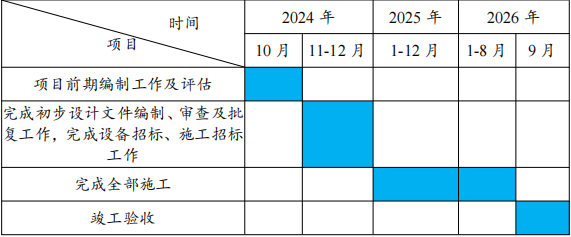 时间
项目
2024 年
2025 年
2026 年
10 月
11-12 月
1-12 月
1-8 月
9 月
项目前期编制工作及评估
完成初步设计文件编制、审查及批
复工作，完成设备招标、施工招标
工作
完成全部施工
竣工验收